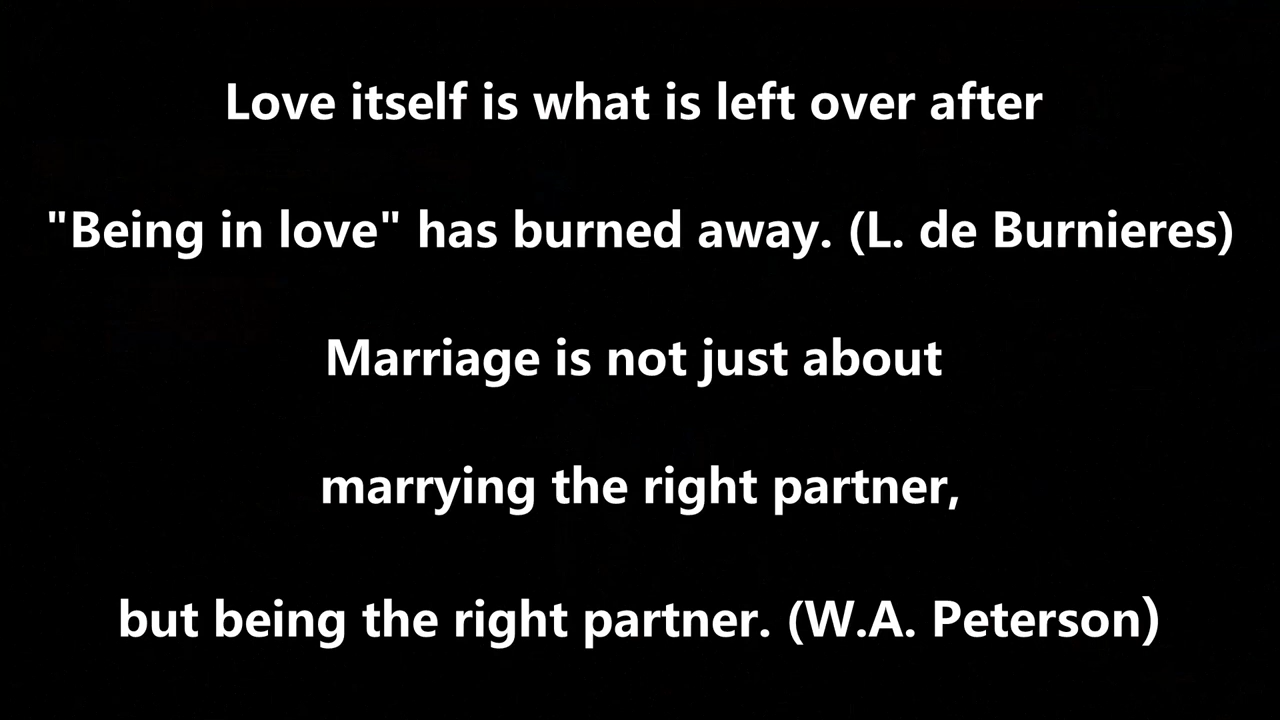 Love itself is what is left over after
"Being in love" has burned away. (L. de Burnieres)
Marriage is not just about
marrying the right partner,
but being the right partner. (W.A. Peterson)